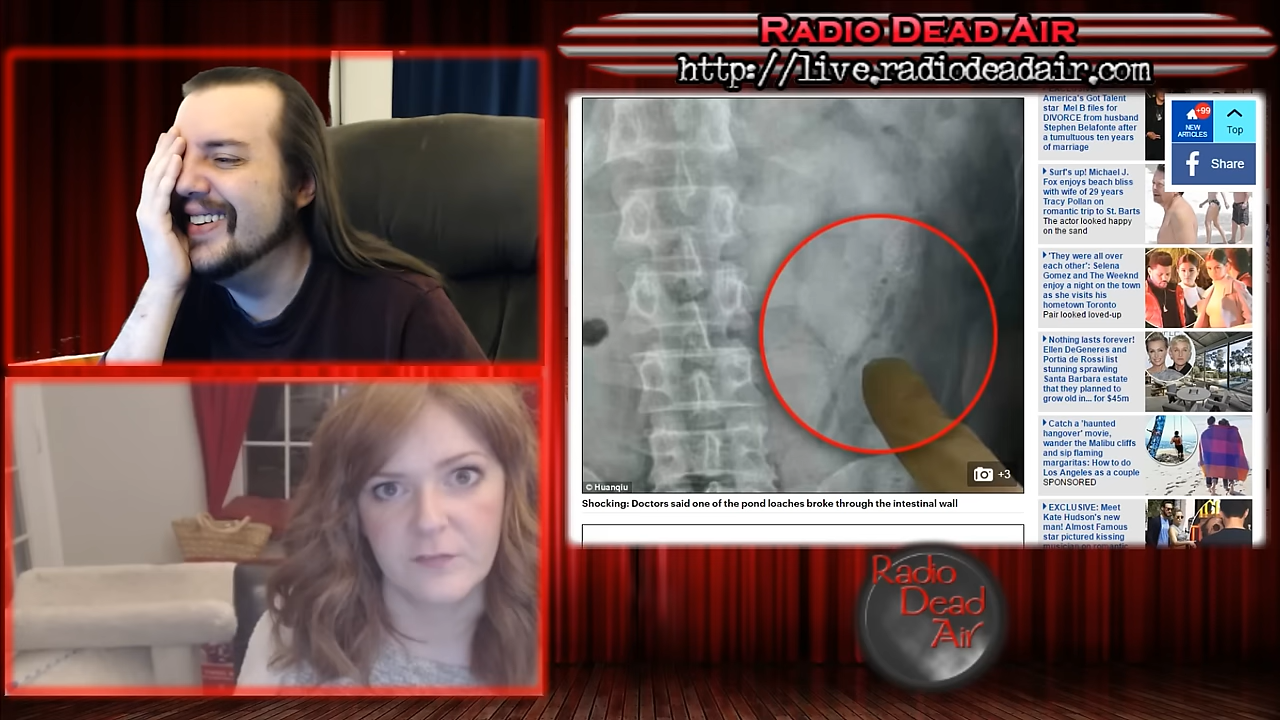 Radio Dead Air
http://live.radiodeadair.com
America's Got Talent
star Mel B files for
DIVORCE from husband
Stephen Belafonte after
a tumultuous ten years
of marriage
+99
NEW
ARTICLES
Top
Share
Surf's up! Michael J.
Fox enjoys beach bliss
with wife of 29 years
Tracy Pollan on
romantic trip to St. Barts
The actor looked happy
on the sand
'They were all over
each other': Selena
Gomez and The Weeknd
enjoy a night on the town
as she visits his
hometown Toronto
Pair looked loved-up
Nothing lasts forever!
Ellen DeGeneres and
Portia de Rossi list
stunning sprawling
Santa Barbara estate
that they planned to
grow old in... for $45m
Catch a 'haunted
hangover' movie,
wander the Malibu cliffs
and sip flaming
margaritas: How to do
Los Angeles as a couple
SPONSORED
EXCLUSIVE: Meet
Kate Hudson's new
man! Almost Famous
star pictured kissing
+3
© Huanqiu
Shocking: Doctors said one of the pond loaches broke through the intestinal wall
Radio
Dead
Air